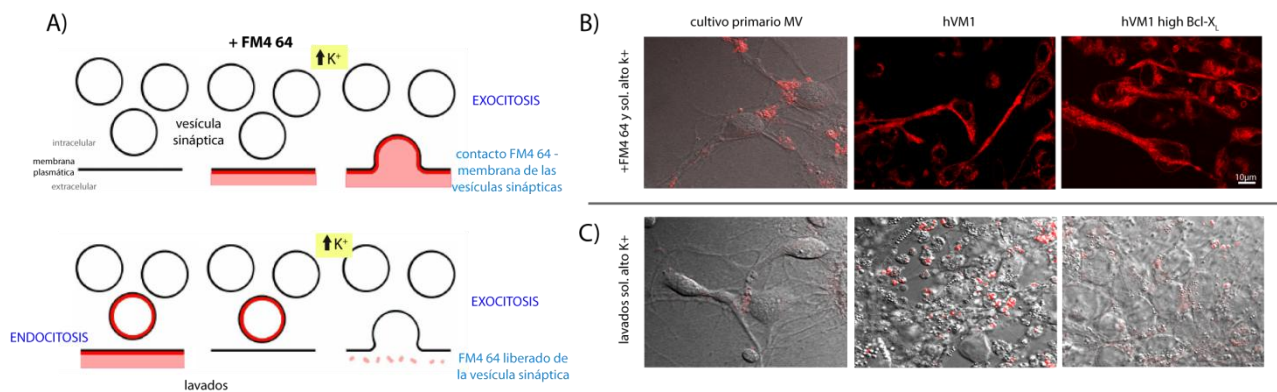 A)
+ FM4 64
↑ K⁺
EXOCITOSIS
vesícula
sináptica
intracelular
membrana
plasmática
extracelular
contacto FM4 64 -
membrana de las
vesículas sinápticas
↑ K⁺
EXOCITOSIS
ENDOCITOSIS
FM4 64 liberado de
la vesícula sináptica
lavados
B)
cultivo primario MV
hVM1
hVM1 high Bcl-X_L
+FM4 64 y sol. alto k+
10µm
C)
lavados sol. alto K+